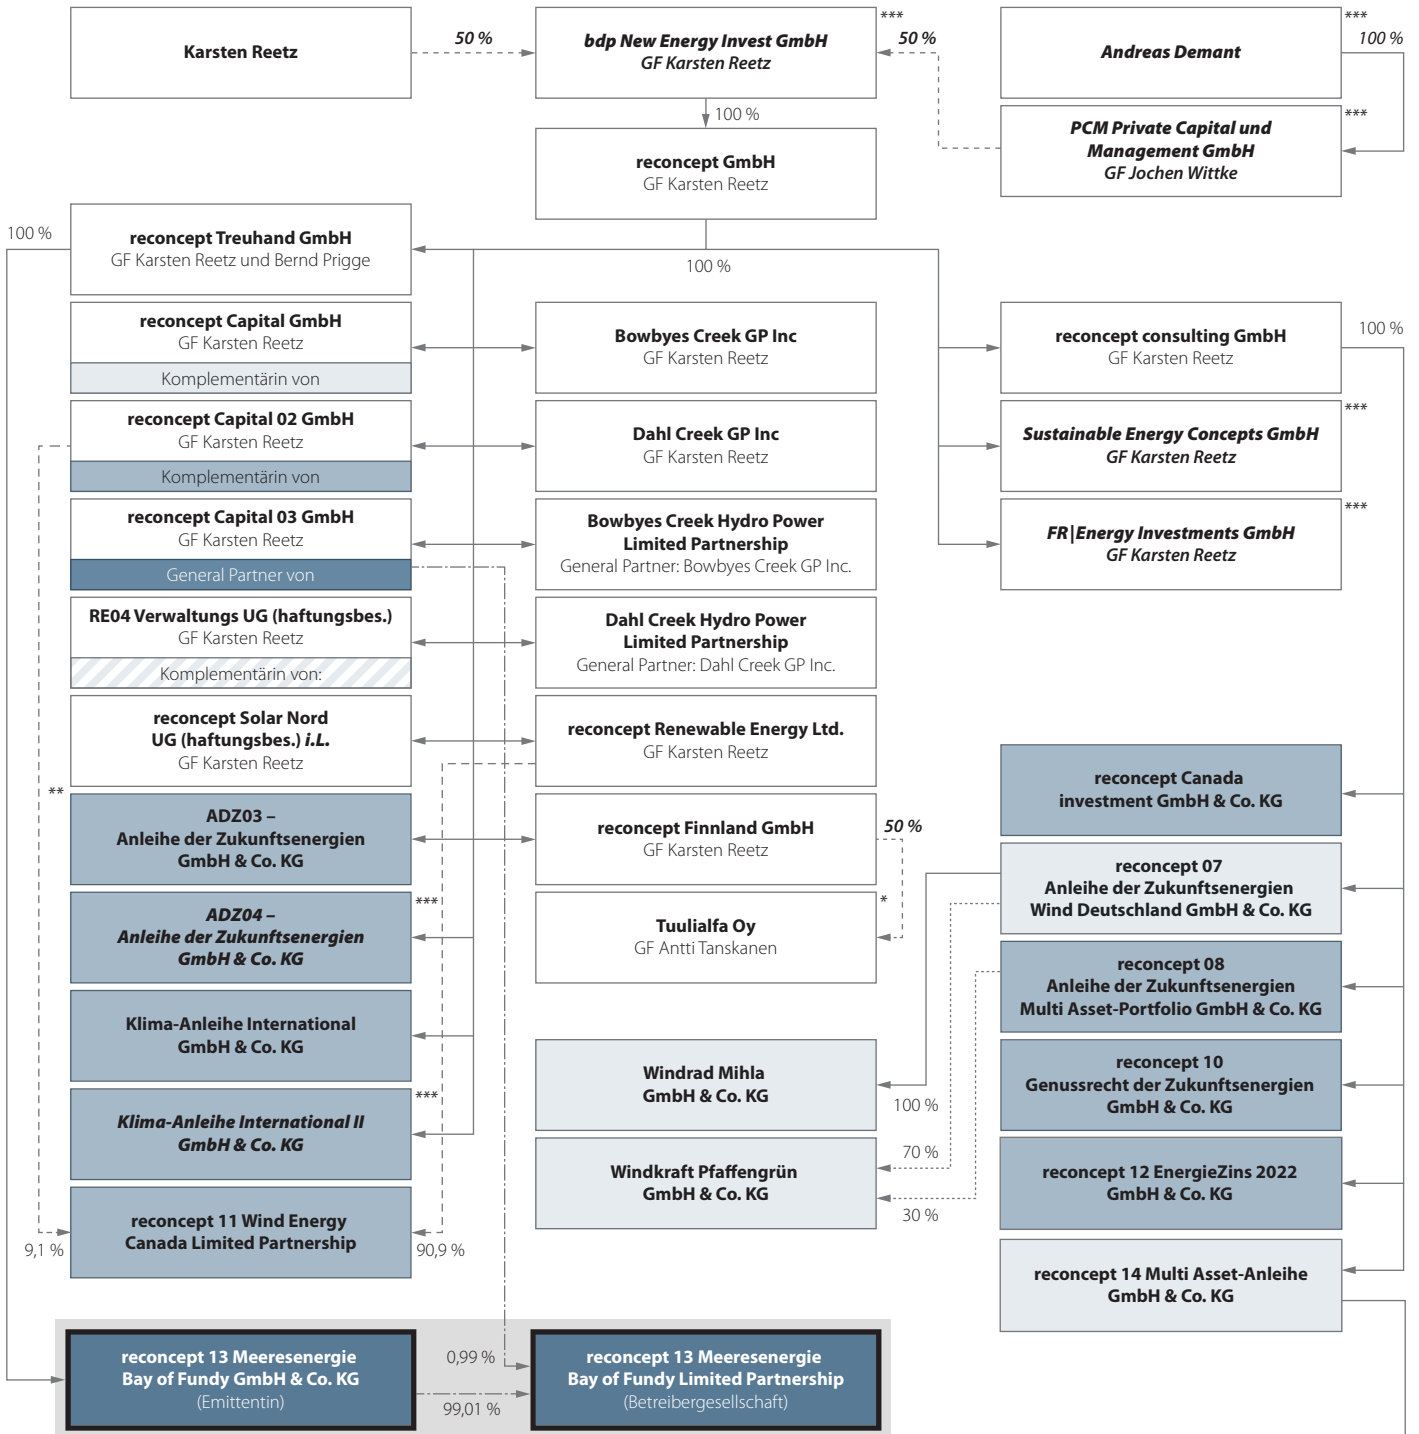 Karsten Reetz
50 %
bdp New Energy Invest GmbH
GF Karsten Reetz
***
50 %
Andreas Demant
***
100 %
100 %
PCM Private Capital und
Management GmbH
GF Jochen Wittke
***
reconcept GmbH
GF Karsten Reetz
100 %
reconcept Treuhand GmbH
GF Karsten Reetz und Bernd Prigge
100 %
reconcept Capital GmbH
GF Karsten Reetz
Komplementärin von
Bowbyes Creek GP Inc
GF Karsten Reetz
reconcept consulting GmbH
GF Karsten Reetz
100 %
reconcept Capital 02 GmbH
GF Karsten Reetz
Komplementärin von
Dahl Creek GP Inc
GF Karsten Reetz
Sustainable Energy Concepts GmbH
GF Karsten Reetz
***
reconcept Capital 03 GmbH
GF Karsten Reetz
General Partner von
Bowbyes Creek Hydro Power
Limited Partnership
General Partner: Bowbyes Creek GP Inc.
FR|Energy Investments GmbH
GF Karsten Reetz
***
RE04 Verwaltungs UG (haftungsbes.)
GF Karsten Reetz
Komplementärin von:
Dahl Creek Hydro Power
Limited Partnership
General Partner: Dahl Creek GP Inc.
reconcept Solar Nord
UG (haftungsbes.) i.L.
GF Karsten Reetz
reconcept Renewable Energy Ltd.
GF Karsten Reetz
reconcept Canada
investment GmbH & Co. KG
**
ADZ03 –
Anleihe der Zukunftsenergien
GmbH & Co. KG
reconcept Finnland GmbH
GF Karsten Reetz
50 %
reconcept 07
Anleihe der Zukunftsenergien
Wind Deutschland GmbH & Co. KG
ADZ04 –
Anleihe der Zukunftsenergien
GmbH & Co. KG
***
Tuulialfa Oy
GF Antti Tanskanen
*
reconcept 08
Anleihe der Zukunftsenergien
Multi Asset-Portfolio GmbH & Co. KG
Klima-Anleihe International
GmbH & Co. KG
Windrad Mihla
GmbH & Co. KG
100 %
reconcept 10
Genussrecht der Zukunftsenergien
GmbH & Co. KG
Klima-Anleihe International II
GmbH & Co. KG
***
Windkraft Pfaffengrün
GmbH & Co. KG
70 %
30 %
reconcept 12 EnergieZins 2022
GmbH & Co. KG
reconcept 11 Wind Energy
Canada Limited Partnership
9,1 %
90,9 %
reconcept 14 Multi Asset-Anleihe
GmbH & Co. KG
reconcept 13 Meeresenergie
Bay of Fundy GmbH & Co. KG
(Emittentin)
0,99 %
99,01 %
reconcept 13 Meeresenergie
Bay of Fundy Limited Partnership
(Betreibergesellschaft)